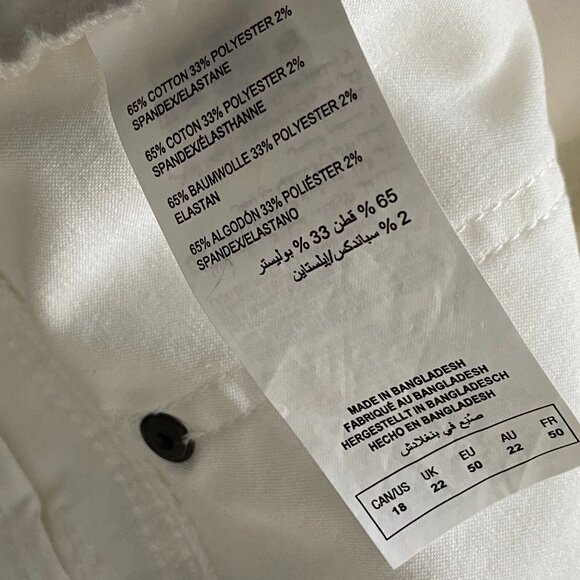 65% COTTON 33% POLYESTER 2%
SPANDEX/ELASTANE
65% COTON 33% POLYESTER 2%
SPANDEX/ÉLASTHANNE
65% BAUMWOLLE 33% POLYESTER 2%
ELASTAN
65% ALGODÓN 33% POLIÉSTER 2%
SPANDEX/ELASTANO
65 % قطن 33 % بوليستر
2 % سباندكس/إيلستاين
MADE IN BANGLADESH
FABRIQUÉ AU BANGLADESH
HERGESTELLT IN BANGLADESCH
HECHO EN BANGLADESH
صنع في بنغلادش
CAN/US UK EU AU FR
18 22 50 22 50